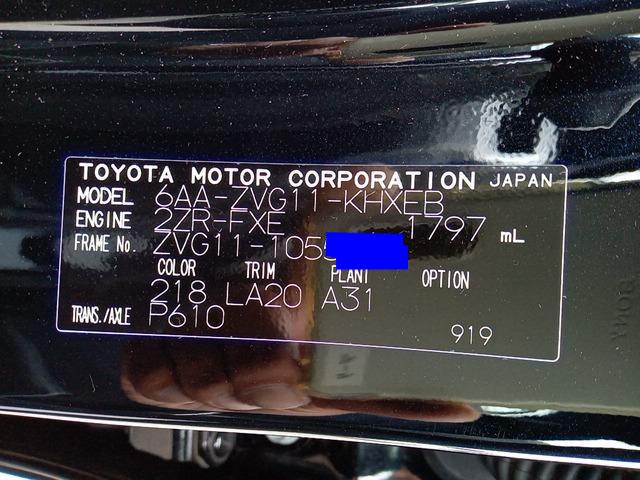 TOYOTA MOTOR CORPORATION JAPAN
MODEL 6AA-ZVG11-KHXEB
ENGINE 2ZR-FXE 1797 mL
FRAME No. ZVG11-1055
COLOR TRIM PLANT OPTION
218 LA20 A31
TRANS./AXLE P610
919